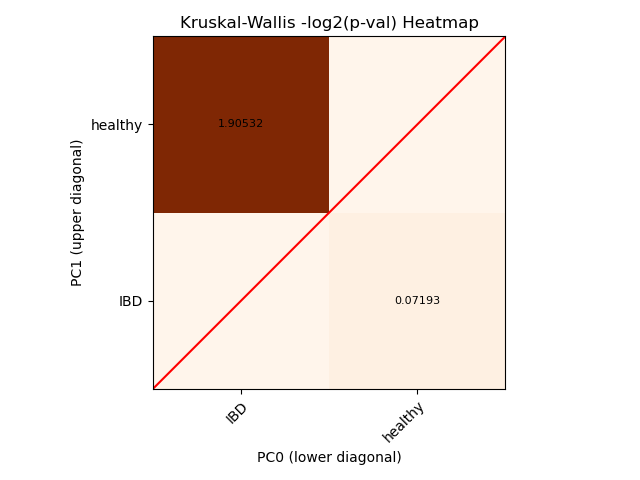 Kruskal-Wallis -log2(p-val) Heatmap
healthy
1.90532
PC1 (upper diagonal)
IBD
0.07193
IBD
healthy
PC0 (lower diagonal)